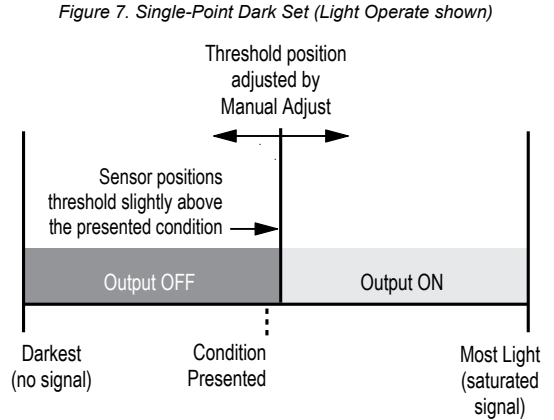 Figure 7. Single-Point Dark Set (Light Operate shown)
Threshold position
adjusted by
Manual Adjust
Sensor positions
threshold slightly above
the presented condition
Output OFF
Output ON
Darkest
(no signal)
Condition
Presented
Most Light
(saturated
signal)